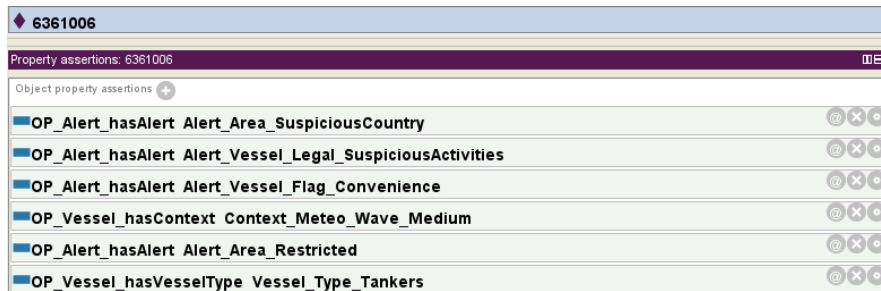 6361006
Property assertions: 6361006
Object property assertions
OP_Alert_hasAlert Alert_Area_SuspiciousCountry
OP_Alert_hasAlert Alert_Vessel_Legal_SuspiciousActivities
OP_Alert_hasAlert Alert_Vessel_Flag_Convenience
OP_Vessel_hasContext Context_Meteo_Wave_Medium
OP_Alert_hasAlert Alert_Area_Restricted
OP_Vessel_hasVesselType Vessel_Type_Tankers